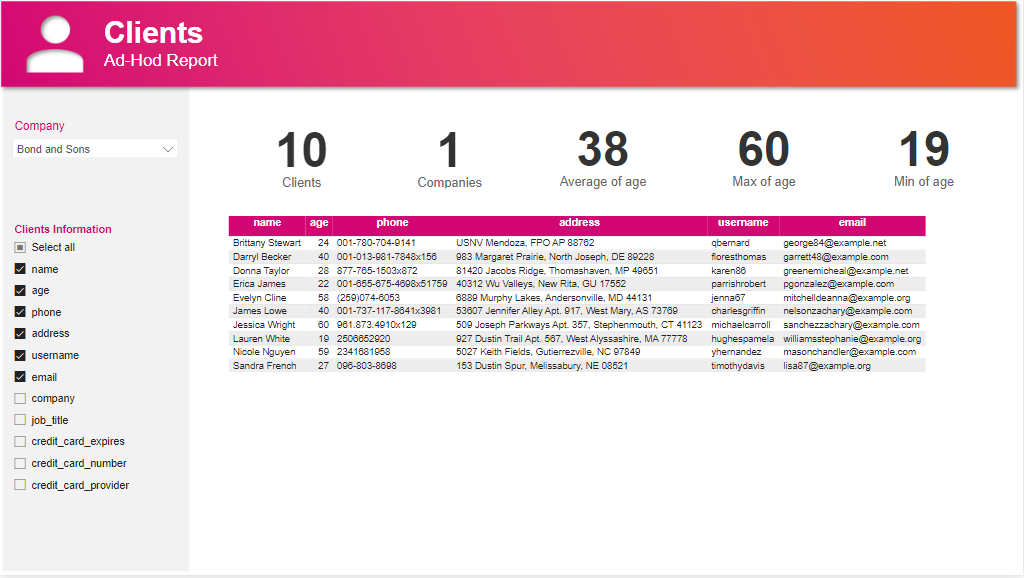 Clients
Ad-Hod Report
Company
Bond and Sons
10 1 38 60 19
Clients Companies Average of age Max of age Min of age
Clients Information
Select all
name
age
phone
address
username
email
company
job_title
credit_card_expires
credit_card_number
credit_card_provider
name age phone address username email
Brittany Stewart 24 001-780-704-9141 USNV Mendoza, FPO AP 88762 qbernard george84@example.net
Darryl Becker 40 001-013-981-7848x156 983 Margaret Prairie, North Joseph, DE 89228 floresthomas garrett48@example.com
Donna Taylor 28 877-765-1503x872 81420 Jacobs Ridge, Thomashaven, MP 49651 karen86 greenemicheal@example.net
Erica James 22 001-655-675-4698x51759 40312 Wu Valleys, New Rita, GU 17552 parrishrobert pgonzalez@example.com
Evelyn Cline 58 (259)074-6053 6889 Murphy Lakes, Andersonville, MD 44131 jenna67 mitchelldeanna@example.org
James Lowe 40 001-737-117-8641x3981 53607 Jennifer Alley Apt. 917, West Mary, AS 73769 charlesgriffin nelsonzachary@example.com
Jessica Wright 60 961.873.4910x129 509 Joseph Parkways Apt. 357, Stephenmouth, CT 41123 michaelcarroll sanchezzachary@example.com
Lauren White 19 2506652920 927 Dustin Trail Apt. 567, West Alyssashire, MA 77778 hughespamela williamsstephanie@example.org
Nicole Nguyen 59 2341681958 5027 Keith Fields, Gutierrezville, NC 97849 yhernandez masonchandler@example.com
Sandra French 27 096-803-8698 153 Dustin Spur, Melissabury, NE 08521 timothydavis lisa87@example.org